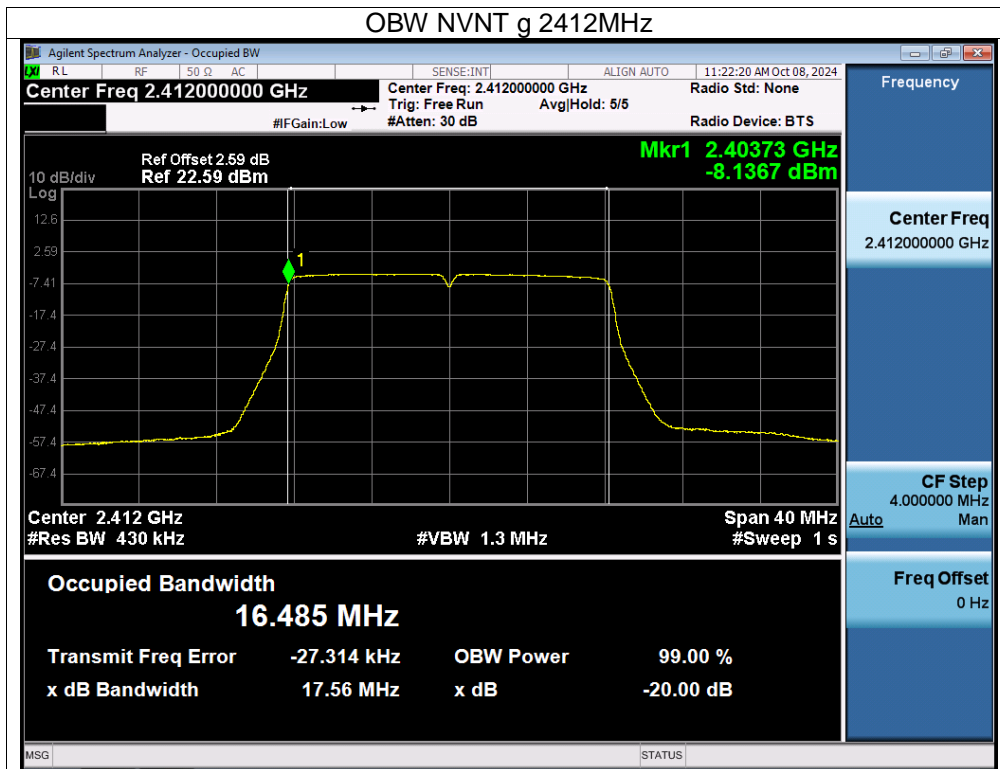 OBW NVNT g 2412MHz
Agilent Spectrum Analyzer - Occupied BW
LXI RL RF 50 Ω AC SENSE:INT ALIGN AUTO 11:22:20 AM Oct 08, 2024
Center Freq 2.412000000 GHz
Center Freq: 2.412000000 GHz Radio Std: None
Trig: Free Run Avg|Hold: 5/5
#IFGain:Low #Atten: 30 dB Radio Device: BTS
Frequency
Mkr1 2.40373 GHz
-8.1367 dBm
Ref Offset 2.59 dB
10 dB/div Ref 22.59 dBm
Log
12.6
2.59
-7.41
-17.4
-27.4
-37.4
-47.4
-57.4
-67.4
1
Center 2.412 GHz Span 40 MHz
#Res BW 430 kHz #VBW 1.3 MHz #Sweep 1 s
Center Freq
2.412000000 GHz
CF Step
4.000000 MHz
Auto Man
Freq Offset
0 Hz
Occupied Bandwidth
16.485 MHz
Transmit Freq Error -27.314 kHz OBW Power 99.00 %
x dB Bandwidth 17.56 MHz x dB -20.00 dB
MSG STATUS